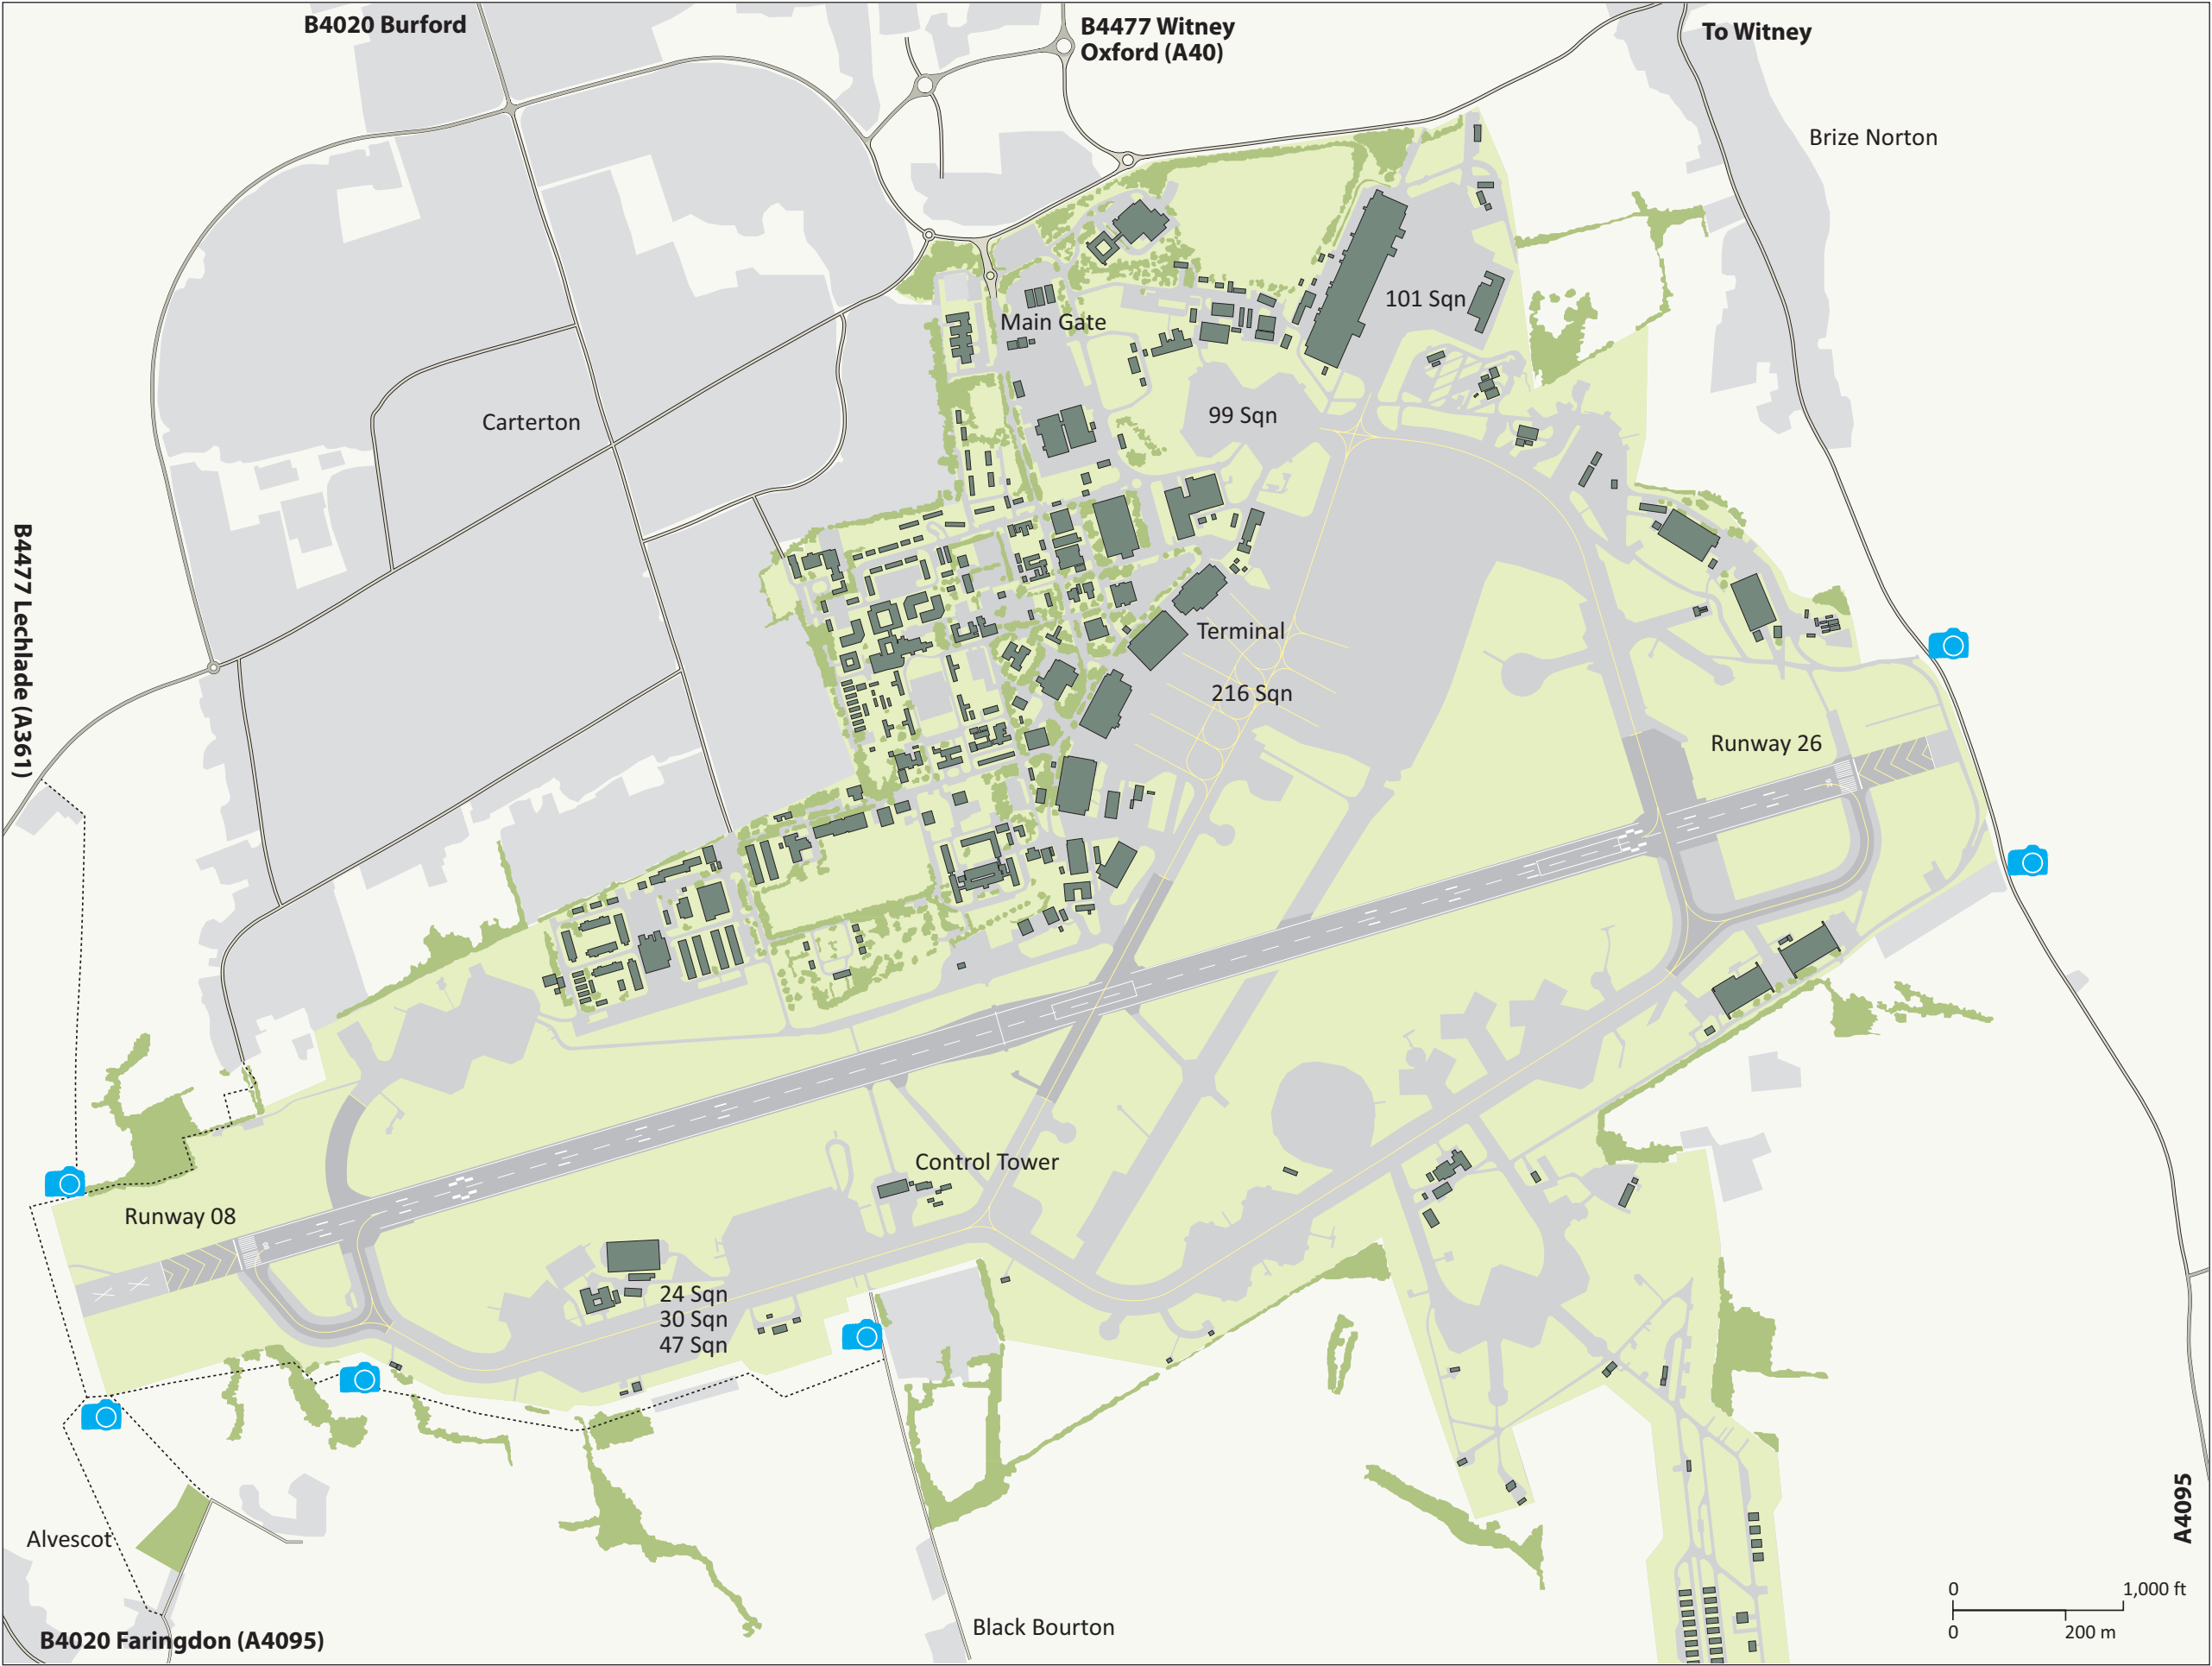 B4020 Burford
B4477 Witney
Oxford (A40)
To Witney
Brize Norton
101 Sqn
Main Gate
99 Sqn
Carterton
B4477 Lechlade (A361)
Terminal
216 Sqn
Runway 26
Control Tower
Runway 08
24 Sqn
30 Sqn
47 Sqn
Alvescot
A4095
0 1,000 ft
0 200 m
Black Bourton
B4020 Faringdon (A4095)